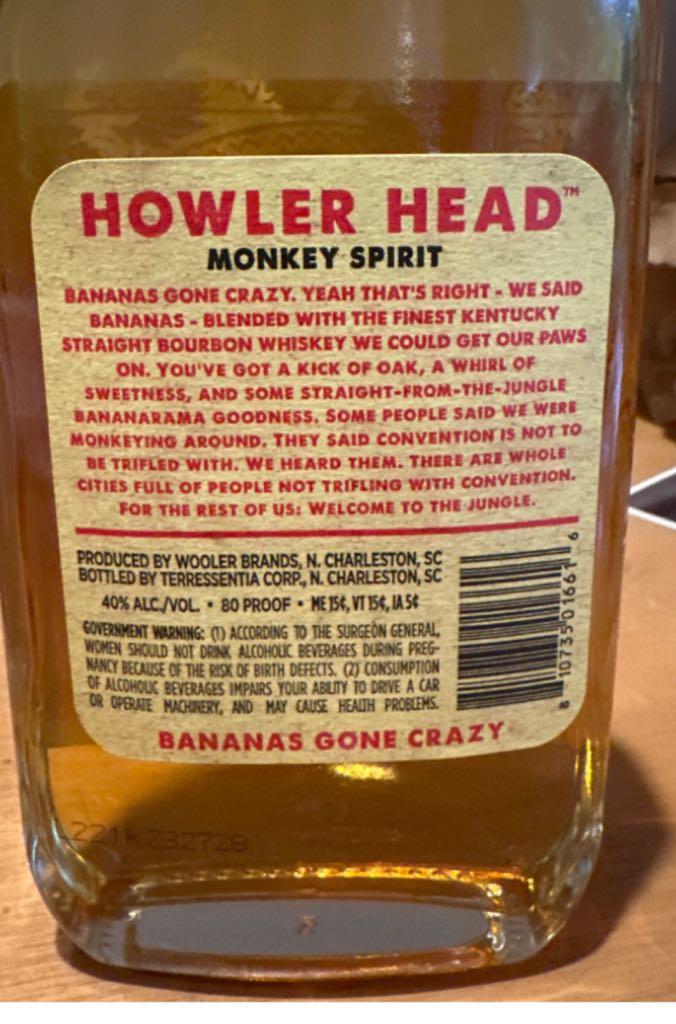 HOWLER HEAD™
MONKEY SPIRIT
BANANAS GONE CRAZY. YEAH THAT'S RIGHT - WE SAID
BANANAS - BLENDED WITH THE FINEST KENTUCKY
STRAIGHT BOURBON WHISKEY WE COULD GET OUR PAWS
ON. YOU'VE GOT A KICK OF OAK, A WHIRL OF
SWEETNESS, AND SOME STRAIGHT-FROM-THE-JUNGLE
BANANARAMA GOODNESS. SOME PEOPLE SAID WE WERE
MONKEYING AROUND. THEY SAID CONVENTION IS NOT TO
BE TRIFLED WITH. WE HEARD THEM. THERE ARE WHOLE
CITIES FULL OF PEOPLE NOT TRIFLING WITH CONVENTION.
FOR THE REST OF US: WELCOME TO THE JUNGLE.
PRODUCED BY WOOLER BRANDS, N. CHARLESTON, SC
BOTTLED BY TERRESSENTIA CORP., N. CHARLESTON, SC
40% ALC./VOL. • 80 PROOF • ME 15¢, VT 15¢, IA 5¢
GOVERNMENT WARNING: (1) ACCORDING TO THE SURGEON GENERAL,
WOMEN SHOULD NOT DRINK ALCOHOLIC BEVERAGES DURING PREG-
NANCY BECAUSE OF THE RISK OF BIRTH DEFECTS. (2) CONSUMPTION
OF ALCOHOLIC BEVERAGES IMPAIRS YOUR ABILITY TO DRIVE A CAR
OR OPERATE MACHINERY, AND MAY CAUSE HEALTH PROBLEMS.
8 10735 01661 6
BANANAS GONE CRAZY